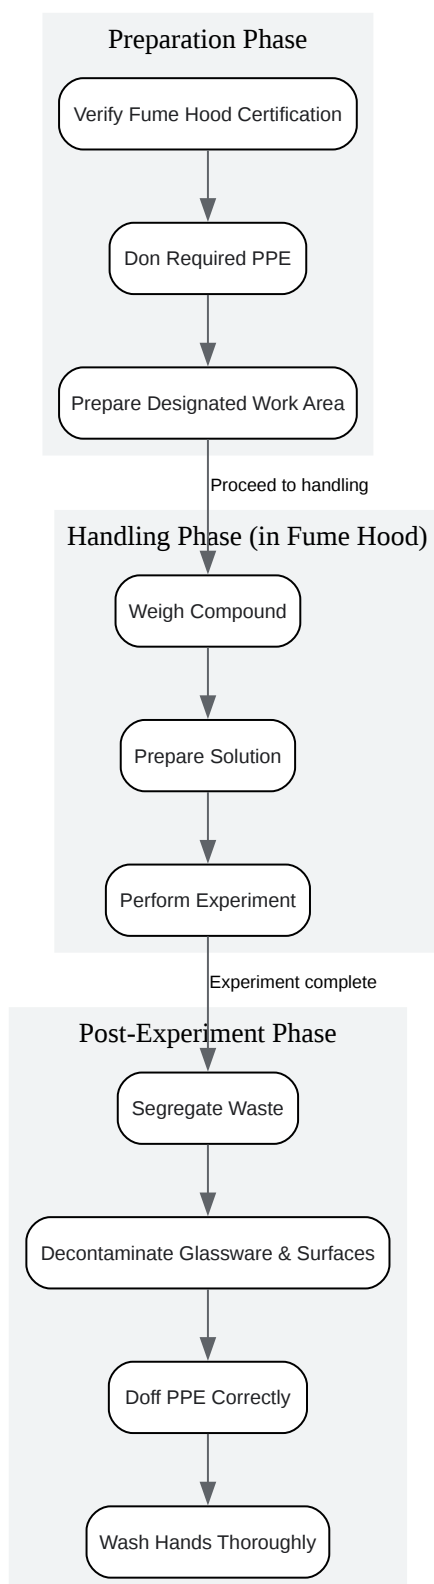 Preparation Phase
Verify Fume Hood Certification
Don Required PPE
Prepare Designated Work Area
Proceed to handling
Handling Phase (in Fume Hood)
Weigh Compound
Prepare Solution
Perform Experiment
Experiment complete
Post-Experiment Phase
Segregate Waste
Decontaminate Glassware & Surfaces
Doff PPE Correctly
Wash Hands Thoroughly